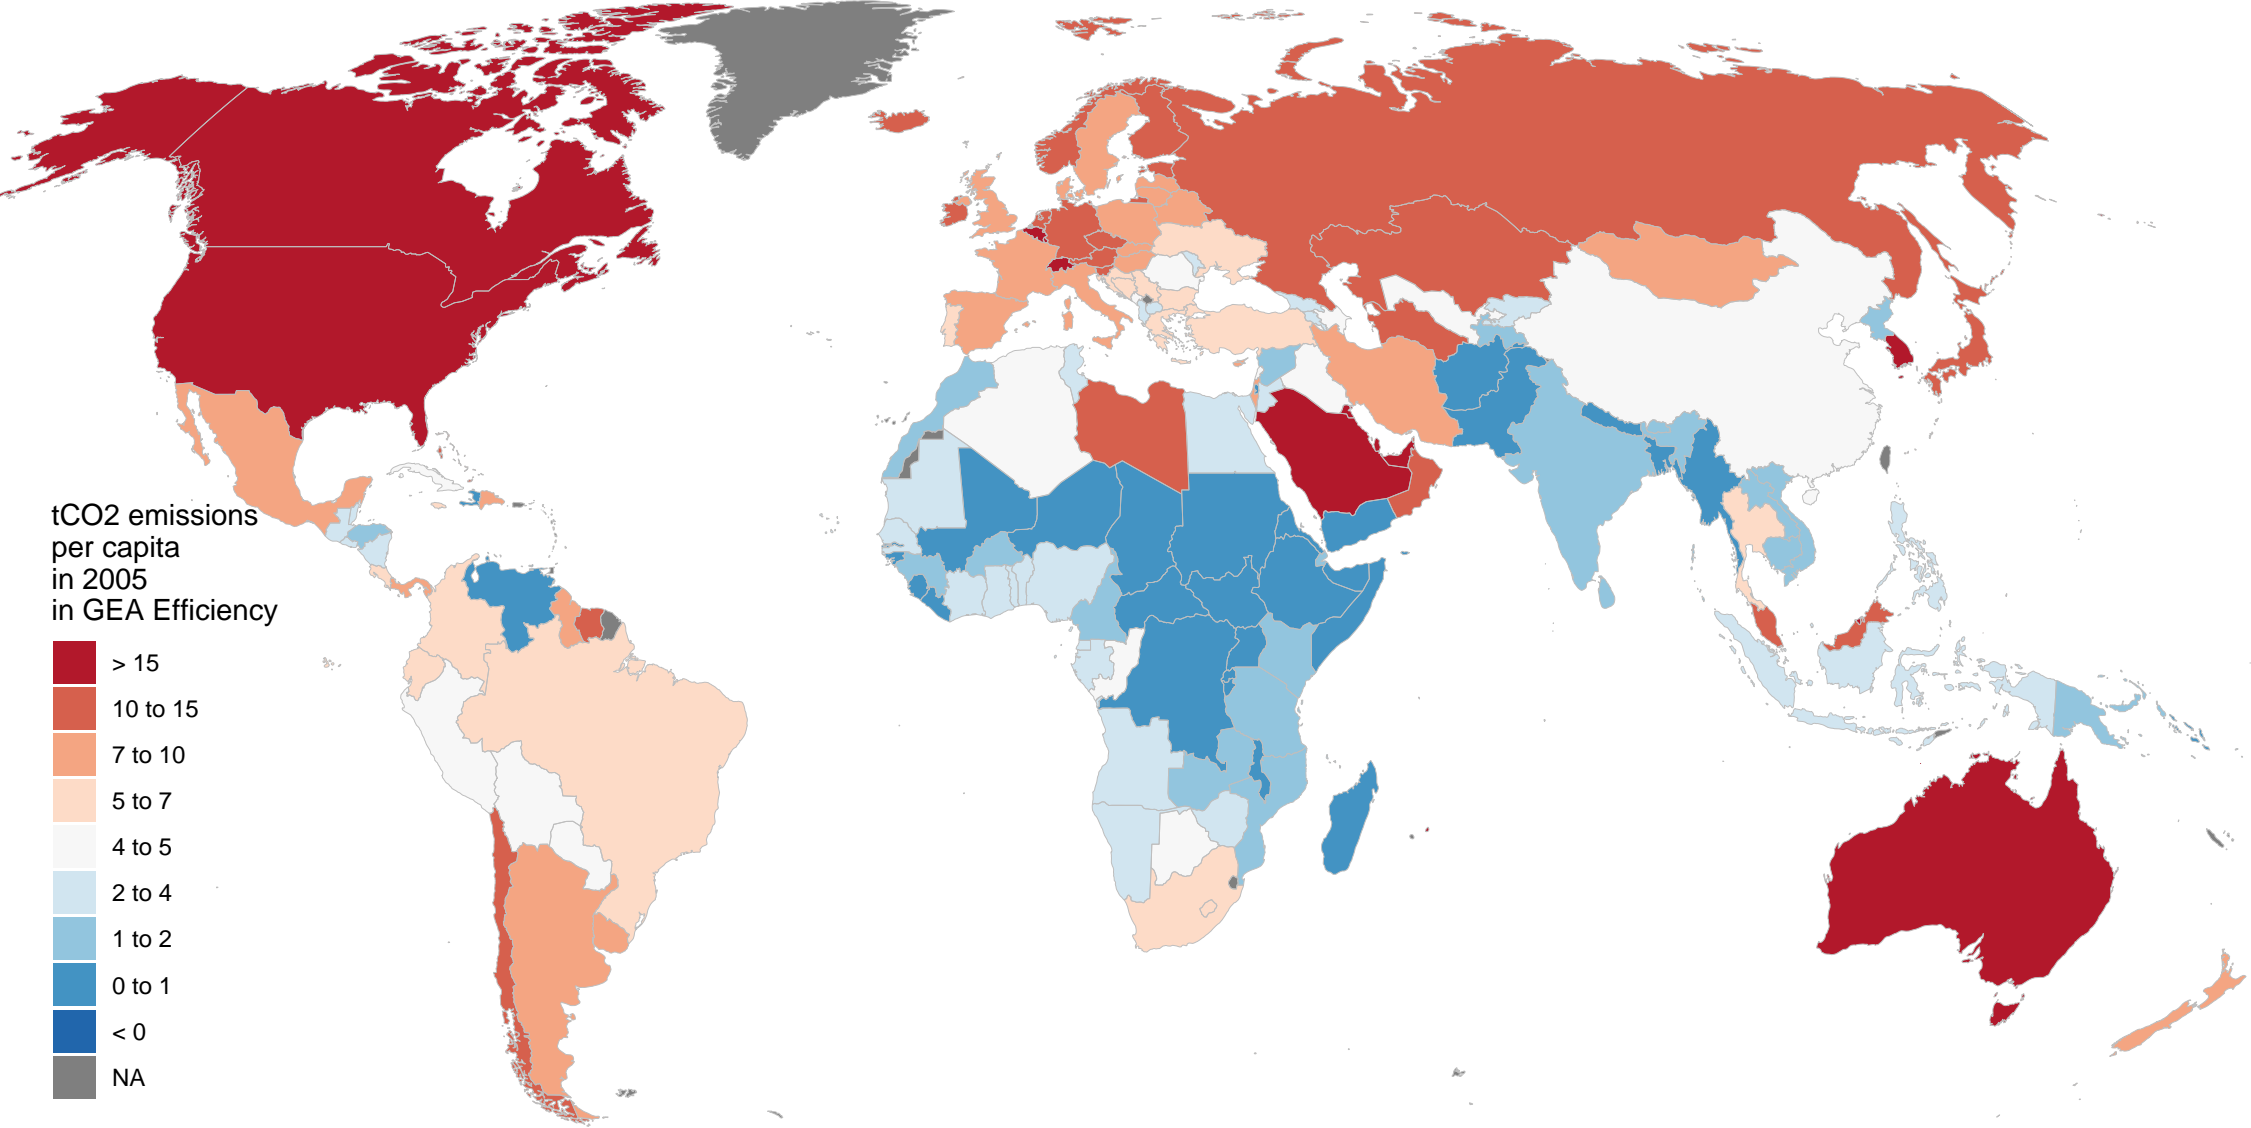 tCO2 emissions
per capita
in 2005
in GEA Efficiency
> 15
10 to 15
7 to 10
5 to 7
4 to 5
2 to 4
1 to 2
0 to 1
< 0
NA